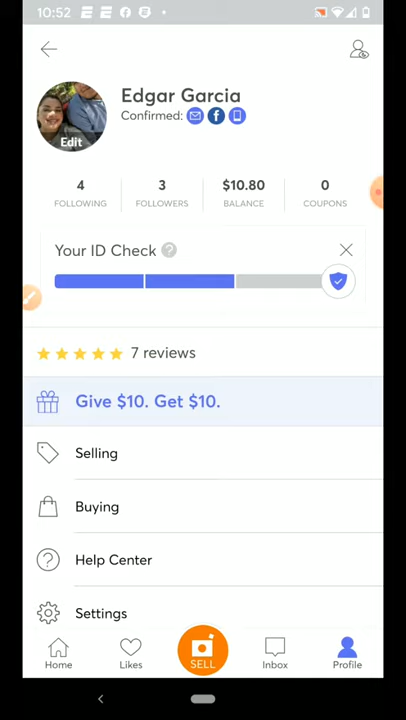 10:52
Edgar Garcia
Confirmed:
Edit
4 3 $10.80 0
FOLLOWING FOLLOWERS BALANCE COUPONS
Your ID Check ?
7 reviews
Give $10. Get $10.
Selling
Buying
Help Center
Settings
SELL
Home Likes Inbox Profile